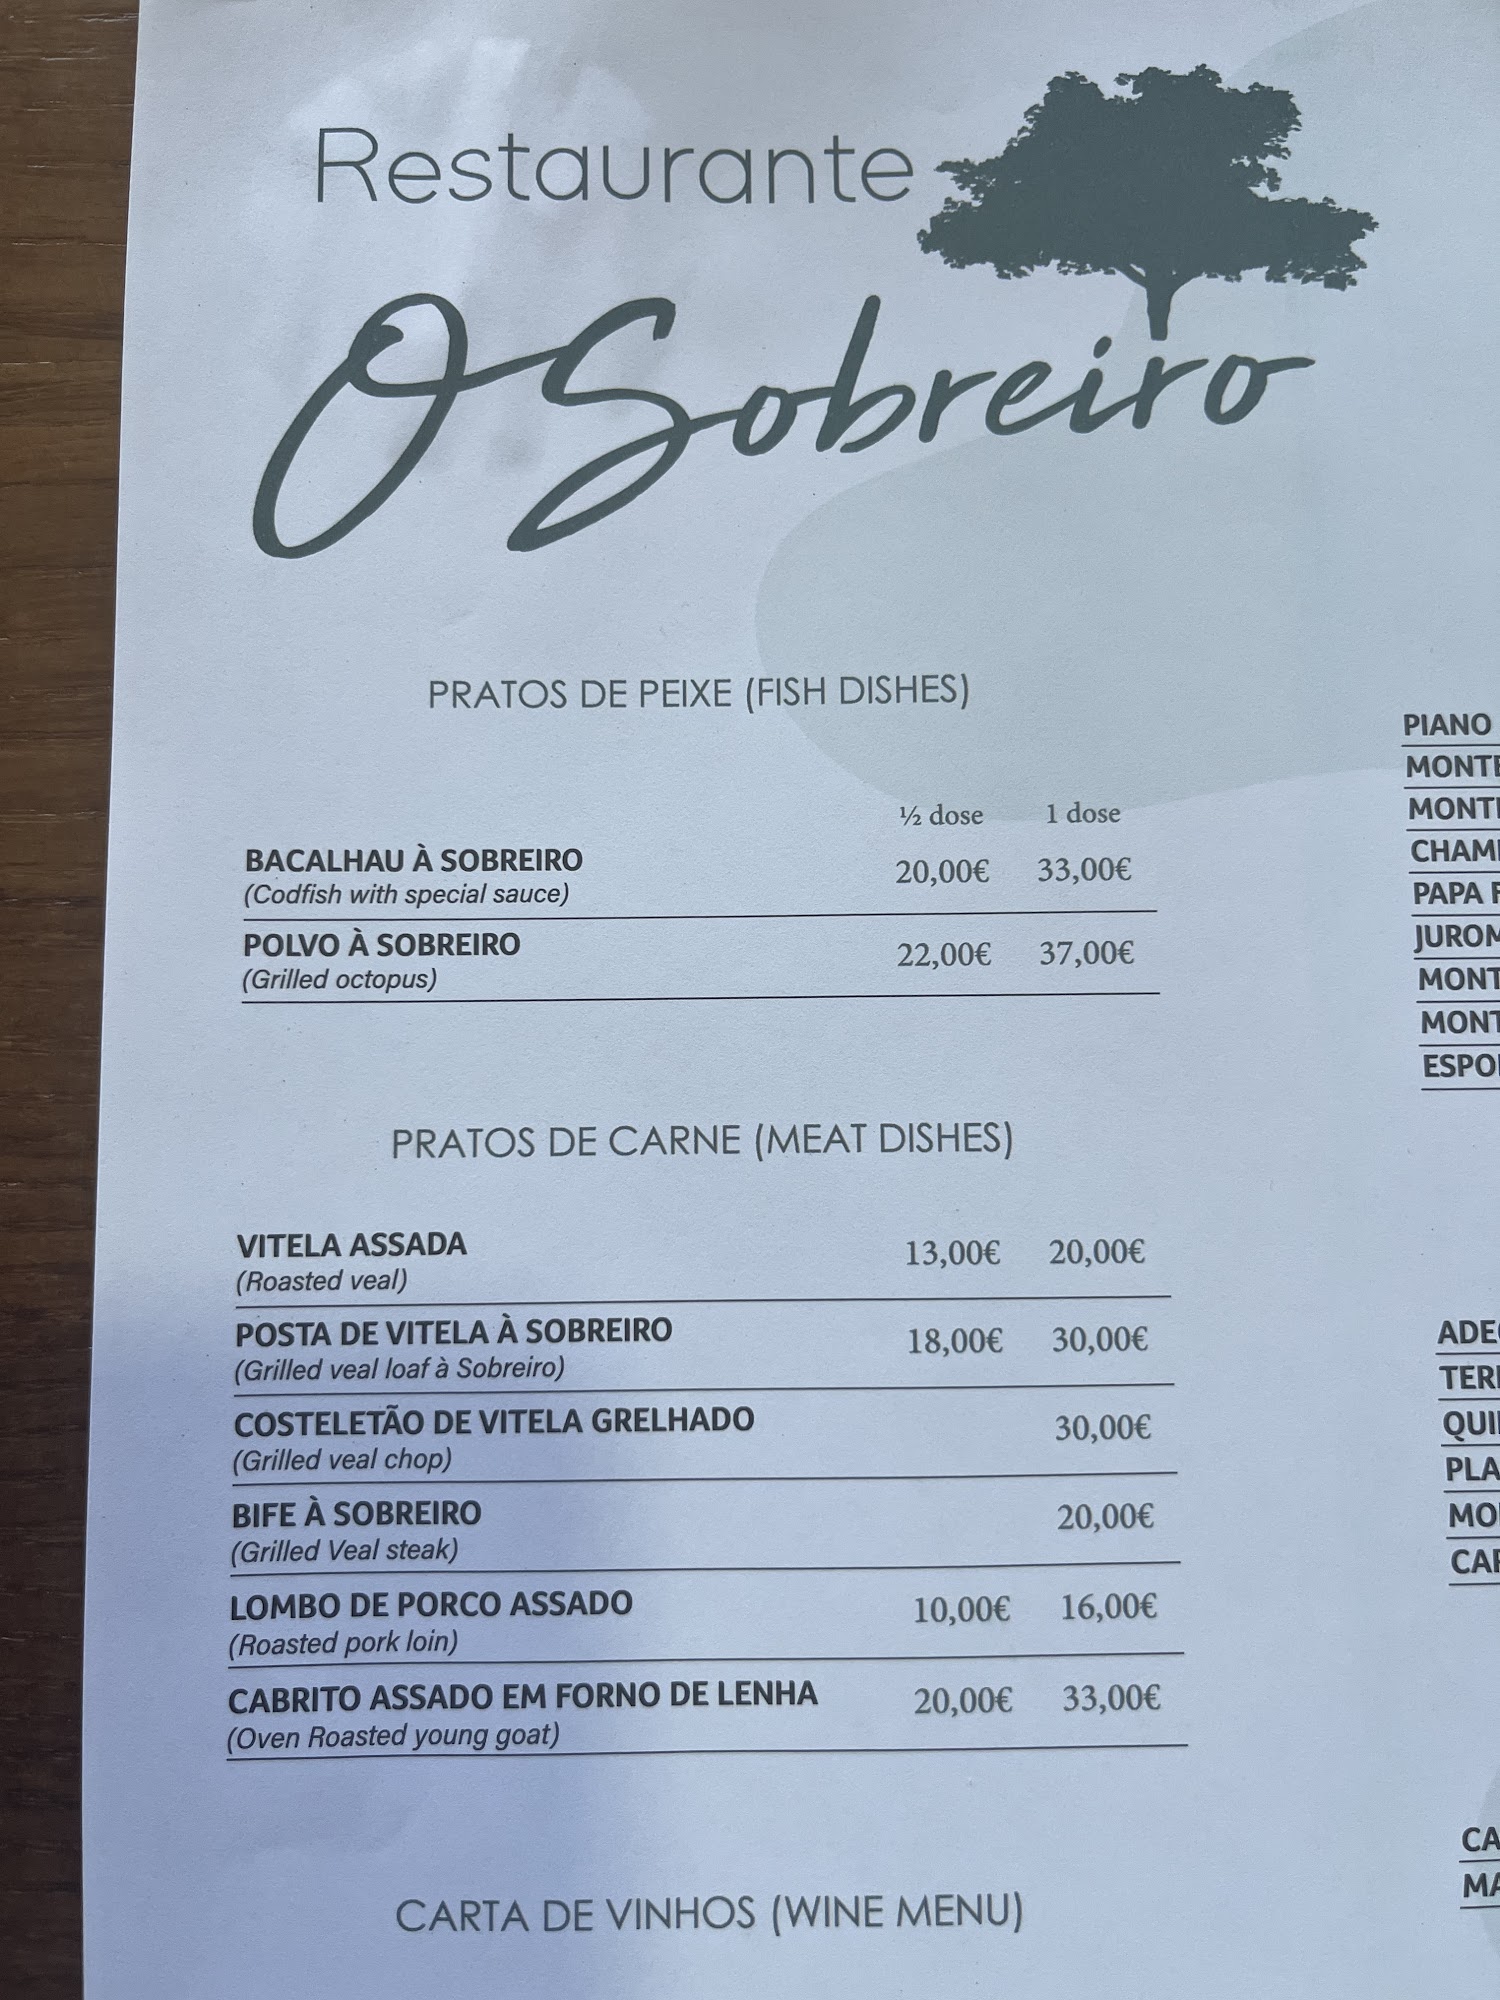 Restaurante
O Sobreiro
PRATOS DE PEIXE (FISH DISHES)
½ dose 1 dose
BACALHAU À SOBREIRO 20,00€ 33,00€
(Codfish with special sauce)
POLVO À SOBREIRO 22,00€ 37,00€
(Grilled octopus)
PRATOS DE CARNE (MEAT DISHES)
VITELA ASSADA 13,00€ 20,00€
(Roasted veal)
POSTA DE VITELA À SOBREIRO 18,00€ 30,00€
(Grilled veal loaf à Sobreiro)
COSTELETÃO DE VITELA GRELHADO 30,00€
(Grilled veal chop)
BIFE À SOBREIRO 20,00€
(Grilled Veal steak)
LOMBO DE PORCO ASSADO 10,00€ 16,00€
(Roasted pork loin)
CABRITO ASSADO EM FORNO DE LENHA 20,00€ 33,00€
(Oven Roasted young goat)
CARTA DE VINHOS (WINE MENU)
PIANO
PAPA